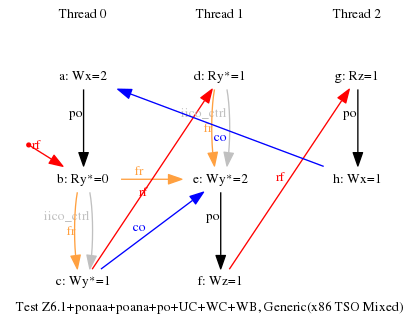 Thread 0 Thread 1 Thread 2
a: Wx=2 d: Ry*=1 g: Rz=1
po iico_ctrl fr po
co
rf
fr
b: Ry*=0 e: Wy*=2 h: Wx=1
rf rf
iico_ctrl po
fr co
c: Wy*=1 f: Wz=1
Test Z6.1+ponaa+poana+po+UC+WC+WB, Generic(x86 TSO Mixed)